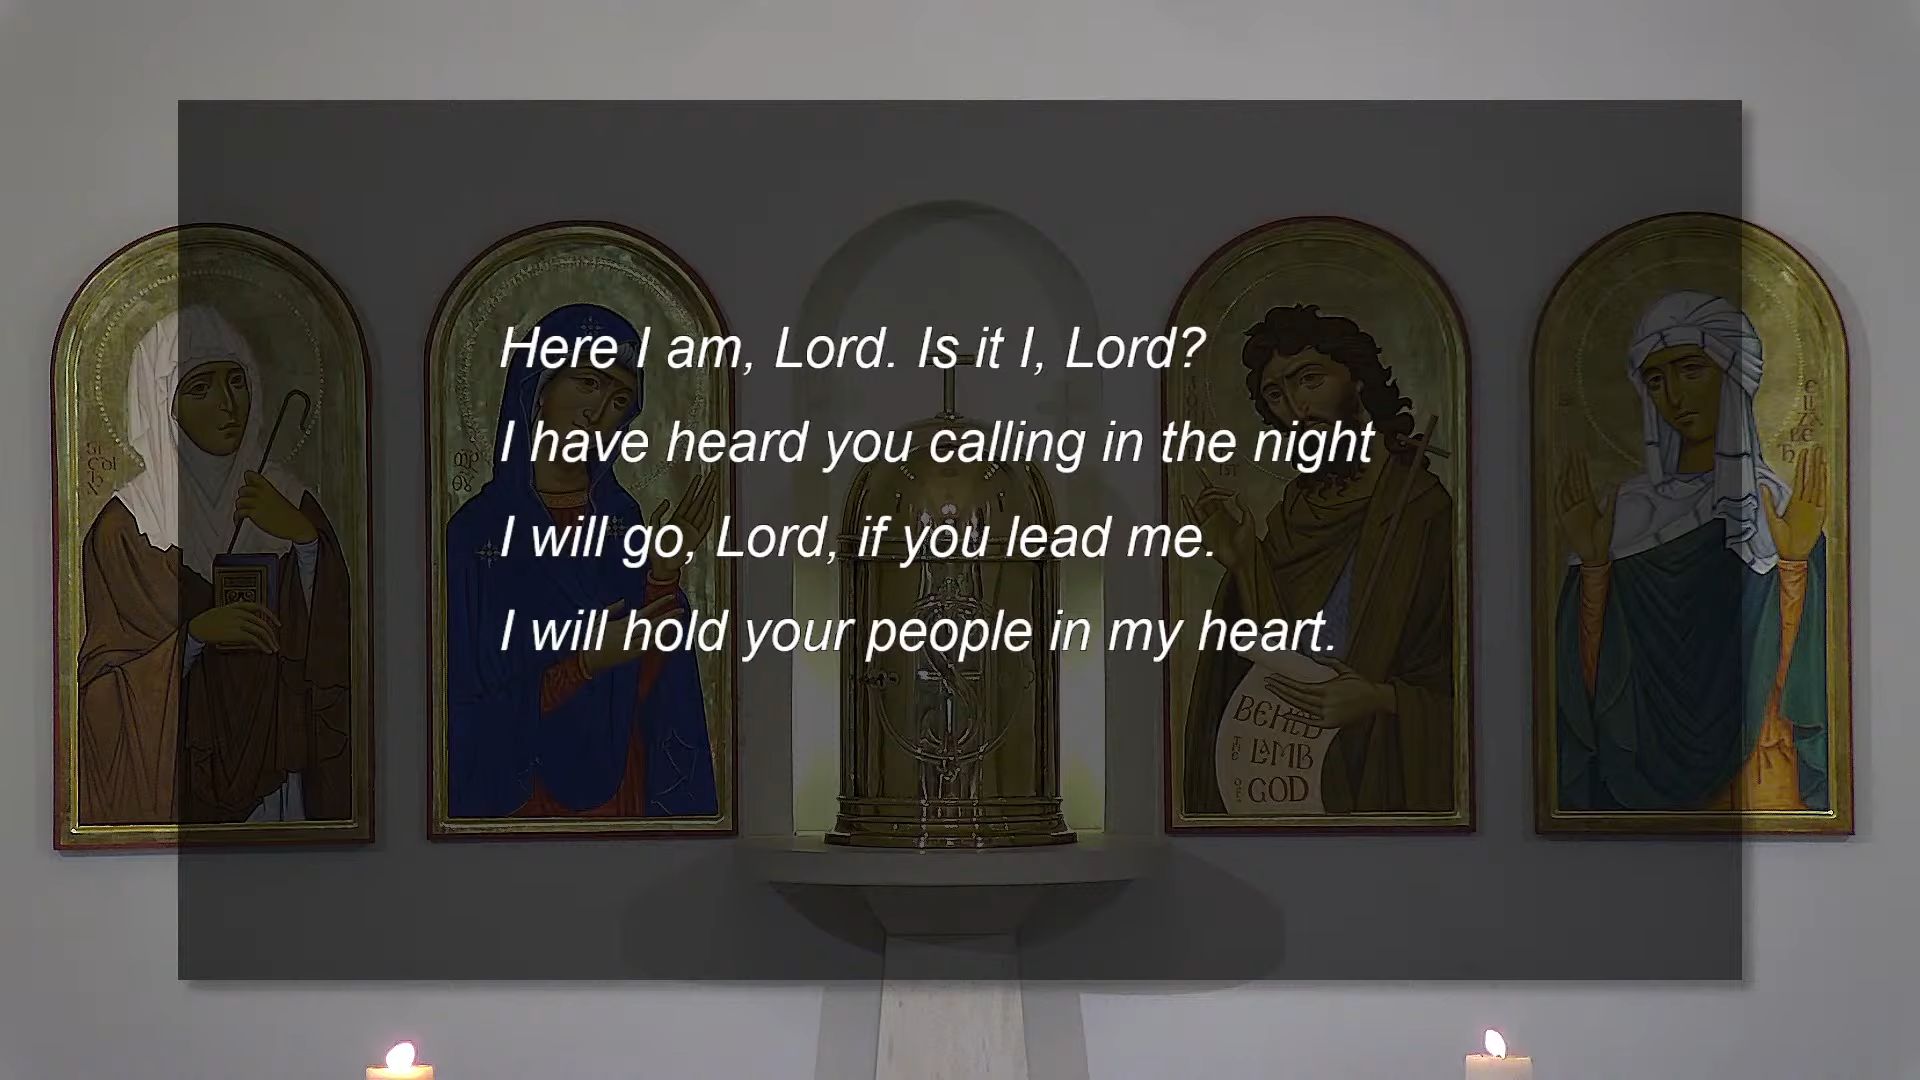 Here I am, Lord. Is it I, Lord?
I have heard you calling in the night
I will go, Lord, if you lead me.
I will hold your people in my heart.
ΘΥ
THE LAMB
OF GOD